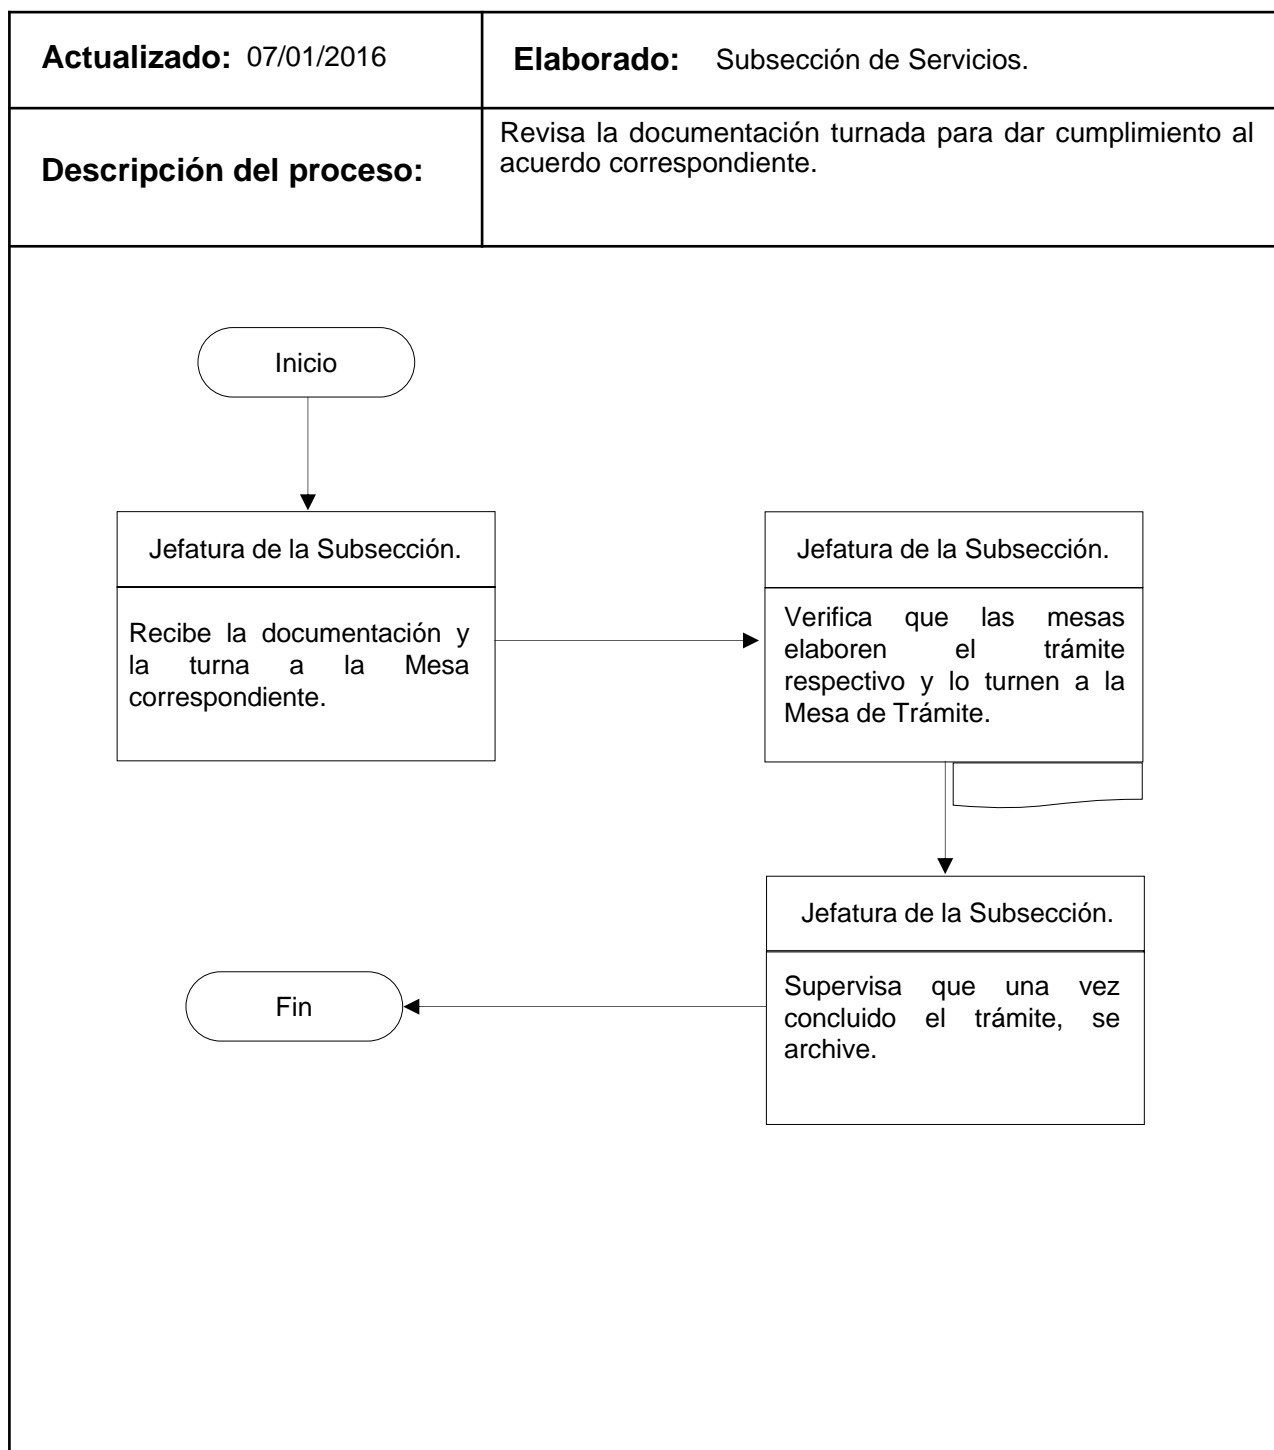 Actualizado: 07/01/2016
Elaborado: Subsección de Servicios.
Descripción del proceso:
Revisa la documentación turnada para dar cumplimiento al
acuerdo correspondiente.
Inicio
Jefatura de la Subsección.
Recibe la documentación y
la turna a la Mesa
correspondiente.
Jefatura de la Subsección.
Verifica que las mesas
elaboren el trámite
respectivo y lo turnen a la
Mesa de Trámite.
Jefatura de la Subsección.
Supervisa que una vez
concluido el trámite, se
archive.
Fin